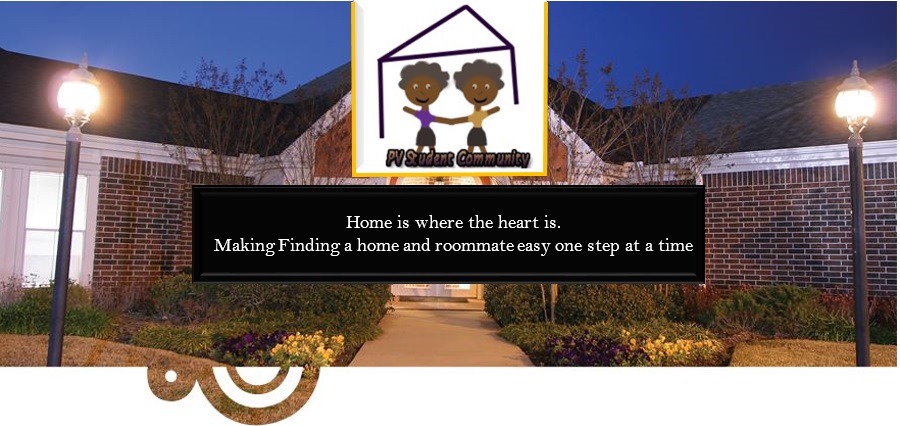 PV Student Community
Home is where the heart is.
Making Finding a home and roommate easy one step at a time